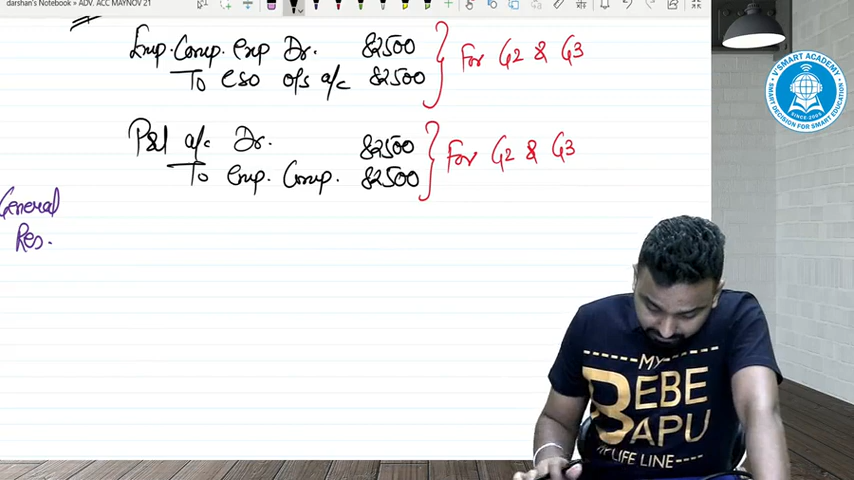 darshan's Notebook » ADV. ACC MAYNOV 21
Emp. Comp. exp Dr. 82500
To ESO o/s a/c 82500
For G2 & G3
P&L a/c Dr. 82500
To emp. Comp. 82500
For G2 & G3
General
Res.
V'SMART ACADEMY
SINCE-2005
SMART DECISION FOR SMART EDUCATION
MY
BEBE
BAPU
LIFE LINE